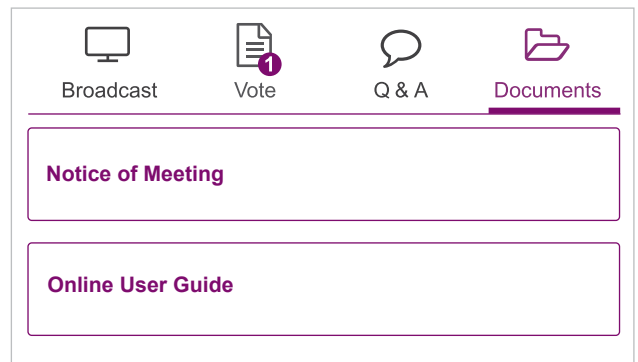 Broadcast Vote Q & A Documents
1
Notice of Meeting
Online User Guide